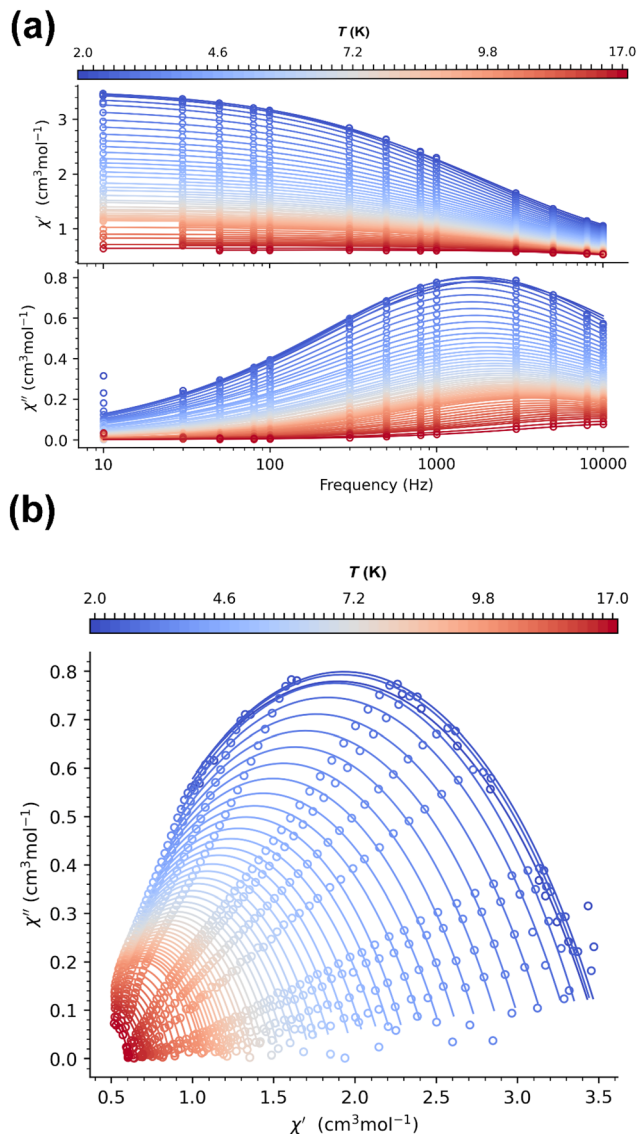 (a)
T (K)
2.0 4.6 7.2 9.8 17.0
3
2
1
χ′ (cm³mol⁻¹)
0.8
0.6
0.4
0.2
0.0
χ″ (cm³mol⁻¹)
10 100 1000 10000
Frequency (Hz)
(b)
T (K)
2.0 4.6 7.2 9.8 17.0
0.8
0.7
0.6
0.5
0.4
0.3
0.2
0.1
0.0
χ″ (cm³mol⁻¹)
0.5 1.0 1.5 2.0 2.5 3.0 3.5
χ′ (cm³mol⁻¹)